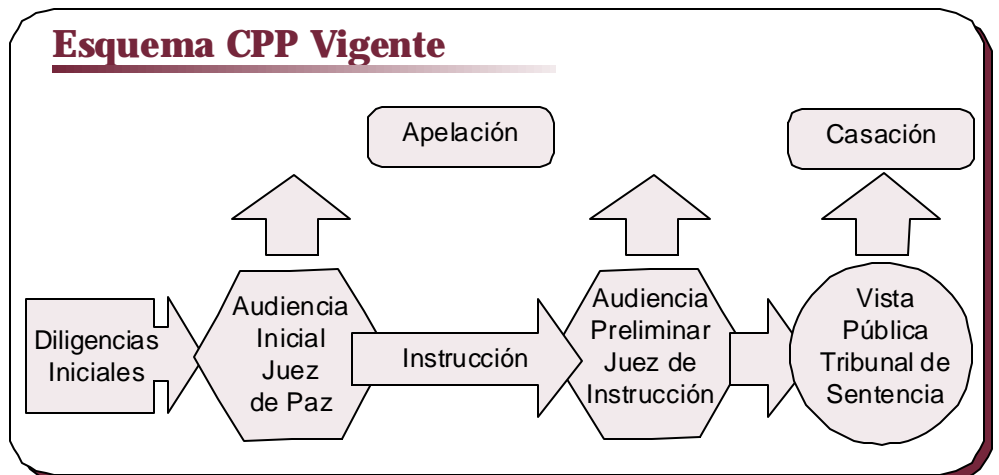 Esquema CPP Vigente
Apelación
Casación
Diligencias
Iniciales
Audiencia
Inicial
Juez
de Paz
Instrucción
Audiencia
Preliminar
Juez de
Instrucción
Vista
Pública
Tribunal de
Sentencia